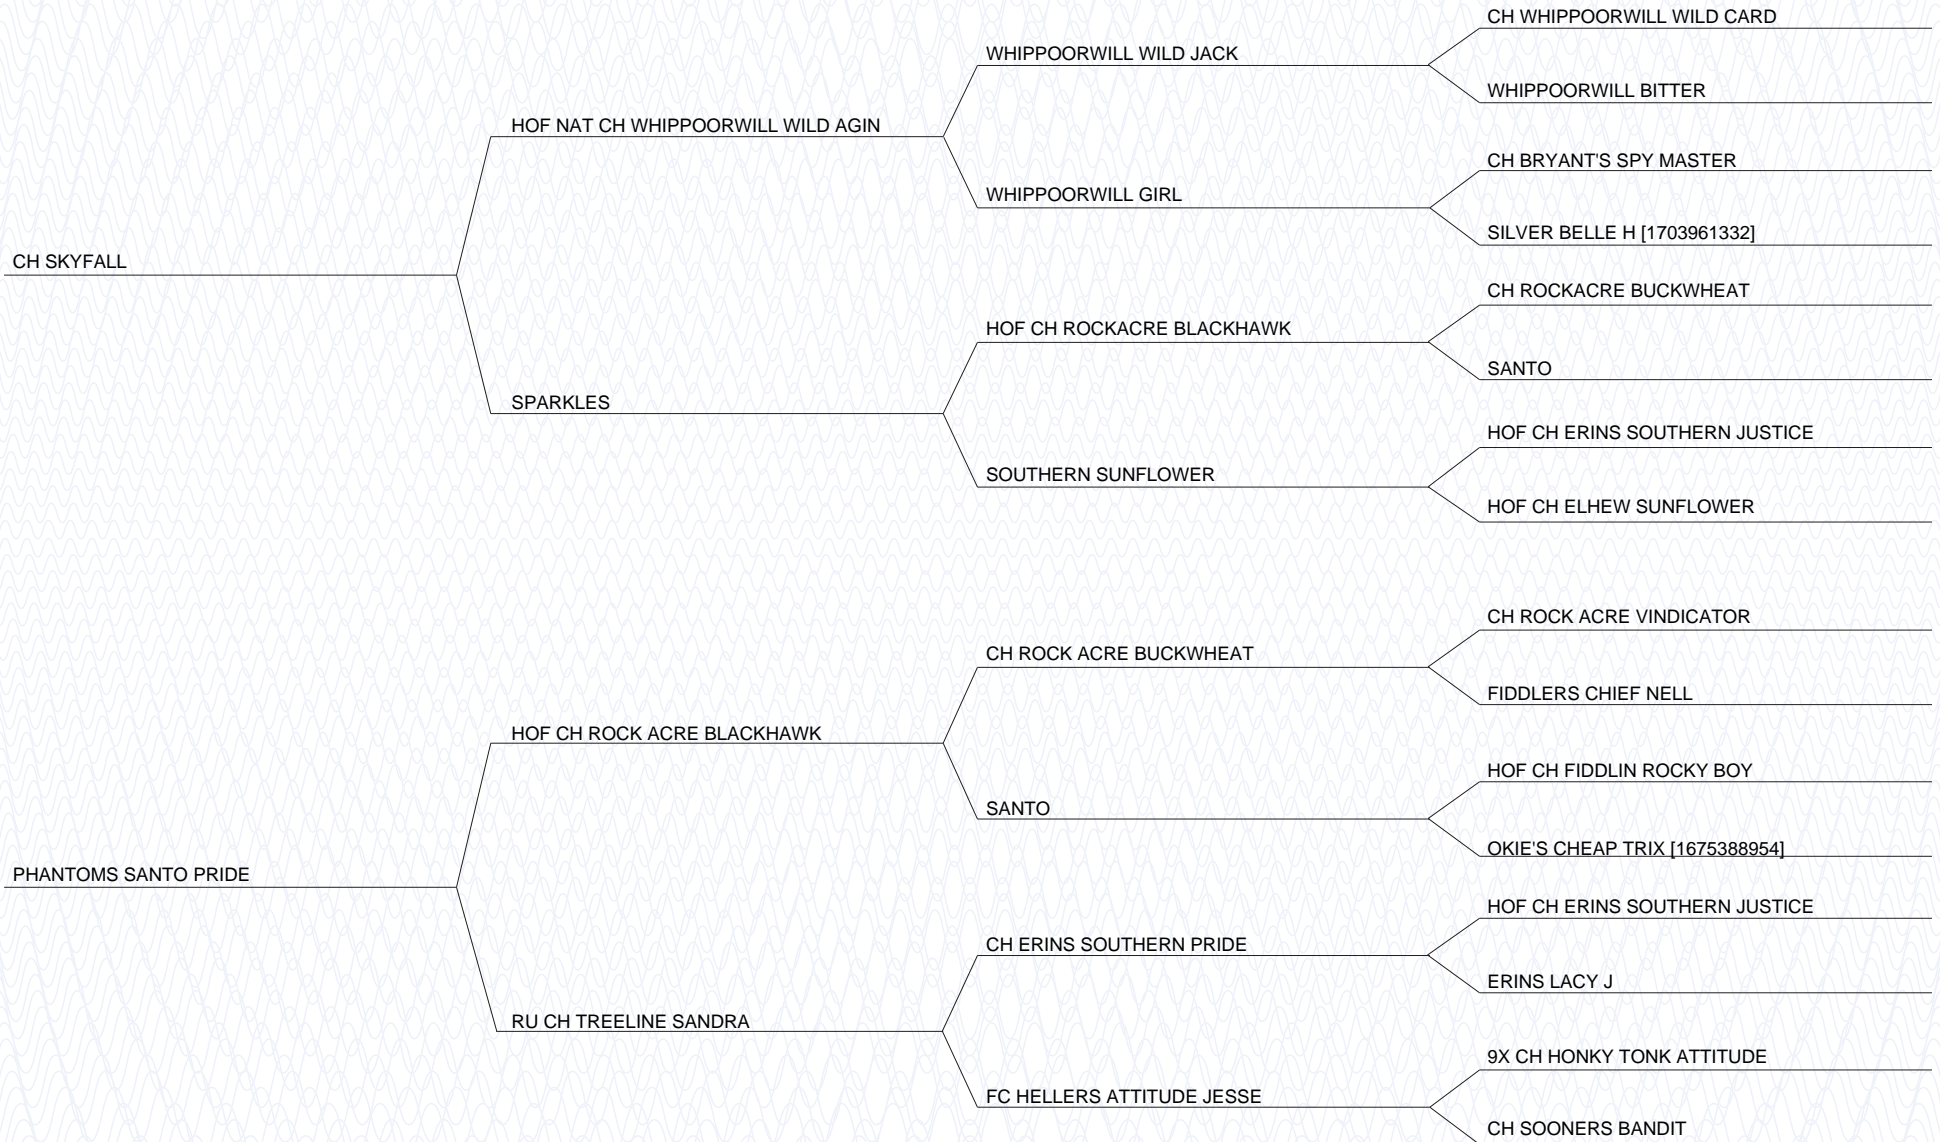 CH WHIPPOORWILL WILD CARD
WHIPPOORWILL WILD JACK
WHIPPOORWILL BITTER
HOF NAT CH WHIPPOORWILL WILD AGIN
CH BRYANT'S SPY MASTER
WHIPPOORWILL GIRL
SILVER BELLE H [1703961332]
CH SKYFALL
CH ROCKACRE BUCKWHEAT
HOF CH ROCKACRE BLACKHAWK
SANTO
SPARKLES
HOF CH ERINS SOUTHERN JUSTICE
SOUTHERN SUNFLOWER
HOF CH ELHEW SUNFLOWER
CH ROCK ACRE VINDICATOR
CH ROCK ACRE BUCKWHEAT
FIDDLERS CHIEF NELL
HOF CH ROCK ACRE BLACKHAWK
HOF CH FIDDLIN ROCKY BOY
SANTO
OKIE'S CHEAP TRIX [1675388954]
PHANTOMS SANTO PRIDE
HOF CH ERINS SOUTHERN JUSTICE
CH ERINS SOUTHERN PRIDE
ERINS LACY J
RU CH TREELINE SANDRA
9X CH HONKY TONK ATTITUDE
FC HELLERS ATTITUDE JESSE
CH SOONERS BANDIT